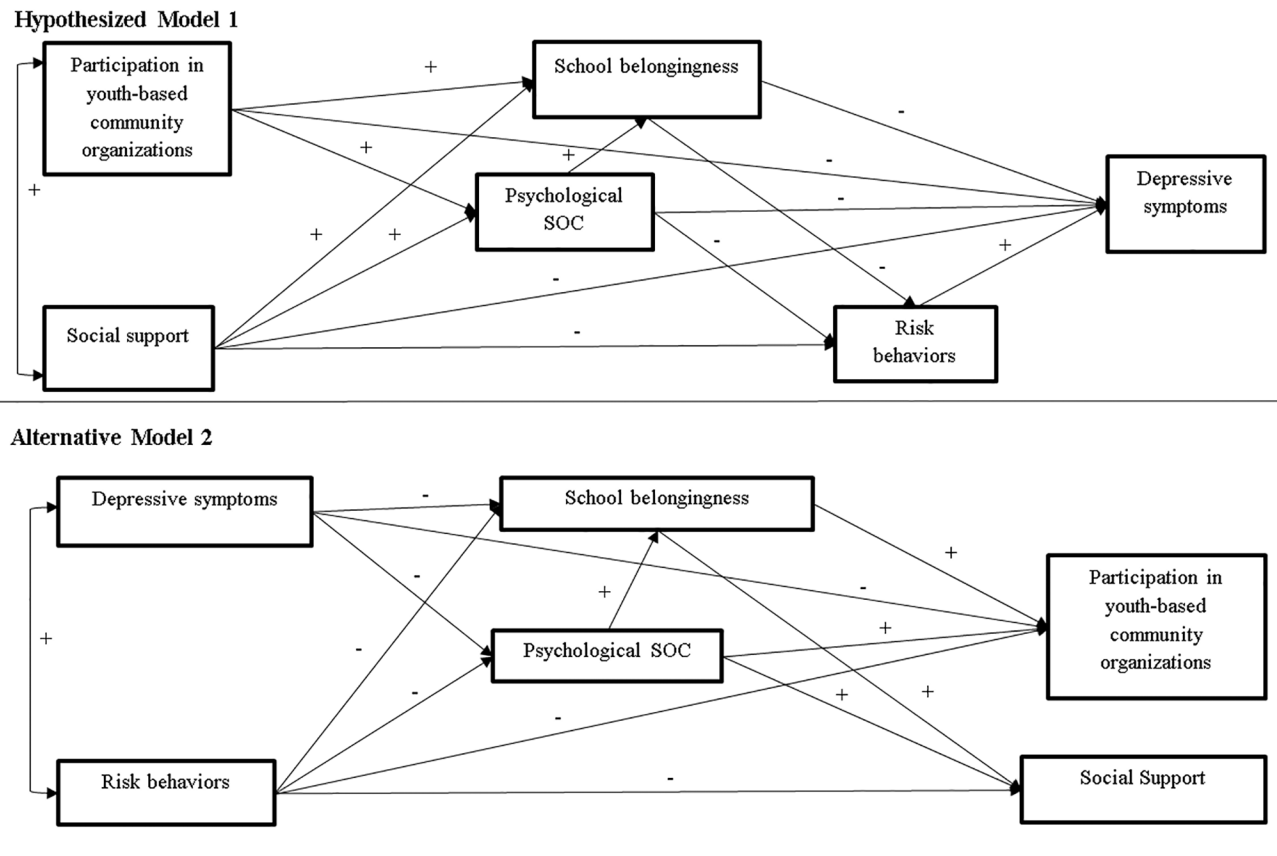 Hypothesized Model 1
Participation in
youth-based
community
organizations
School belongingness
+
-
+
+
-
Depressive
symptoms
Psychological
SOC
-
+
+
+
-
+
-
-
Social support
-
Risk
behaviors
Alternative Model 2
Depressive symptoms
-
School belongingness
+
-
-
+
Participation in
youth-based
community
organizations
+
+
-
Psychological SOC
-
+
+
-
Risk behaviors
-
Social Support